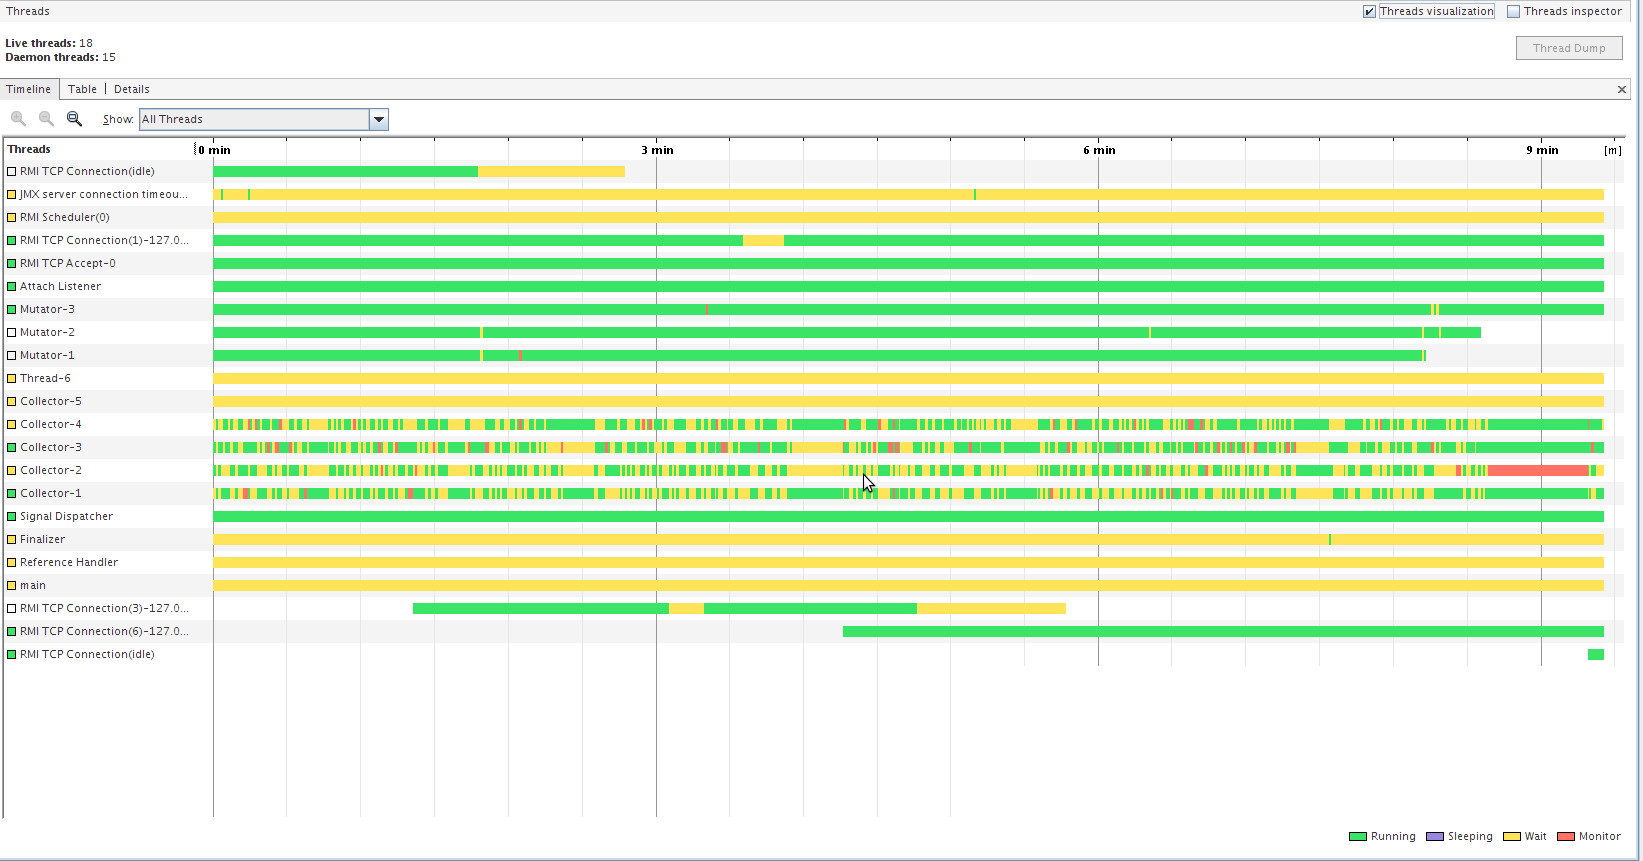 Threads
Threads visualization
Threads inspector
Live threads: 18
Daemon threads: 15
Thread Dump
Timeline
Table
Details
Show:
All Threads
Threads
0 min
3 min
6 min
9 min
[m]
RMI TCP Connection(idle)
JMX server connection timeou...
RMI Scheduler(0)
RMI TCP Connection(1)-127.0...
RMI TCP Accept-0
Attach Listener
Mutator-3
Mutator-2
Mutator-1
Thread-6
Collector-5
Collector-4
Collector-3
Collector-2
Collector-1
Signal Dispatcher
Finalizer
Reference Handler
main
RMI TCP Connection(3)-127.0...
RMI TCP Connection(6)-127.0...
RMI TCP Connection(idle)
Running
Sleeping
Wait
Monitor